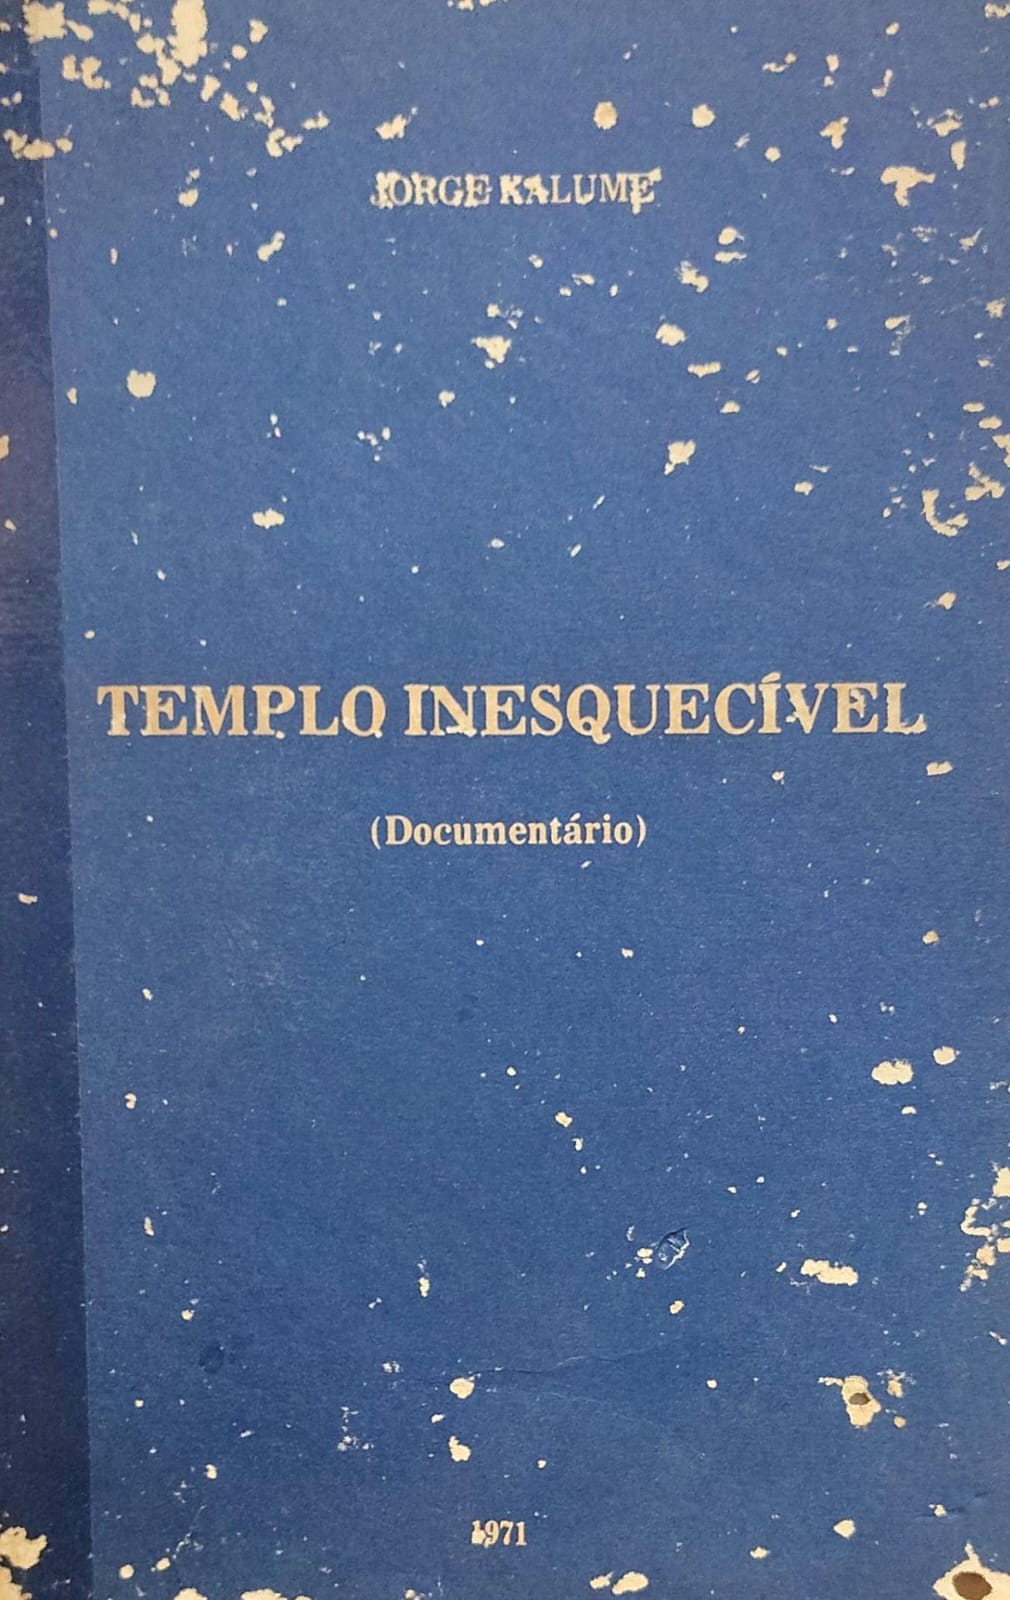 JORGE KALUME
TEMPLO INESQUECÍVEL
(Documentário)
1971